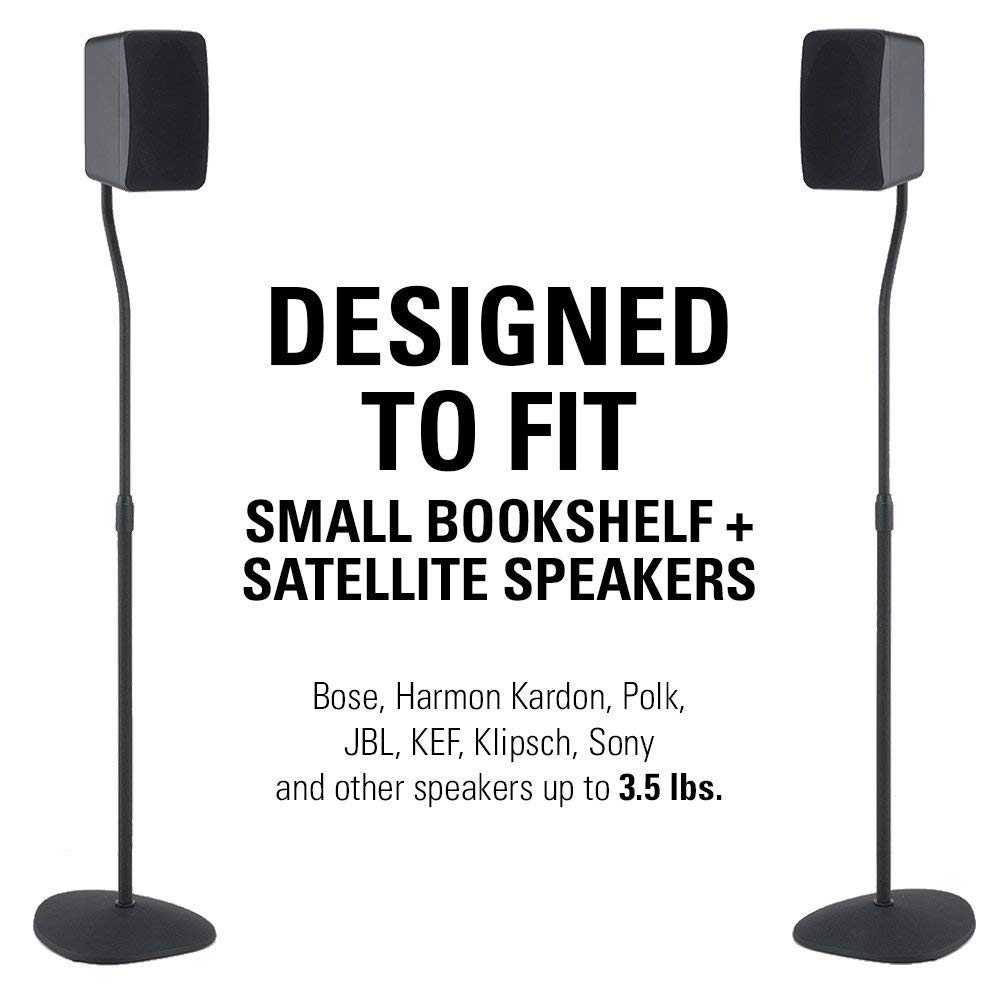 DESIGNED
TO FIT
SMALL BOOKSHELF +
SATELLITE SPEAKERS
Bose, Harmon Kardon, Polk,
JBL, KEF, Klipsch, Sony
and other speakers up to 3.5 lbs.